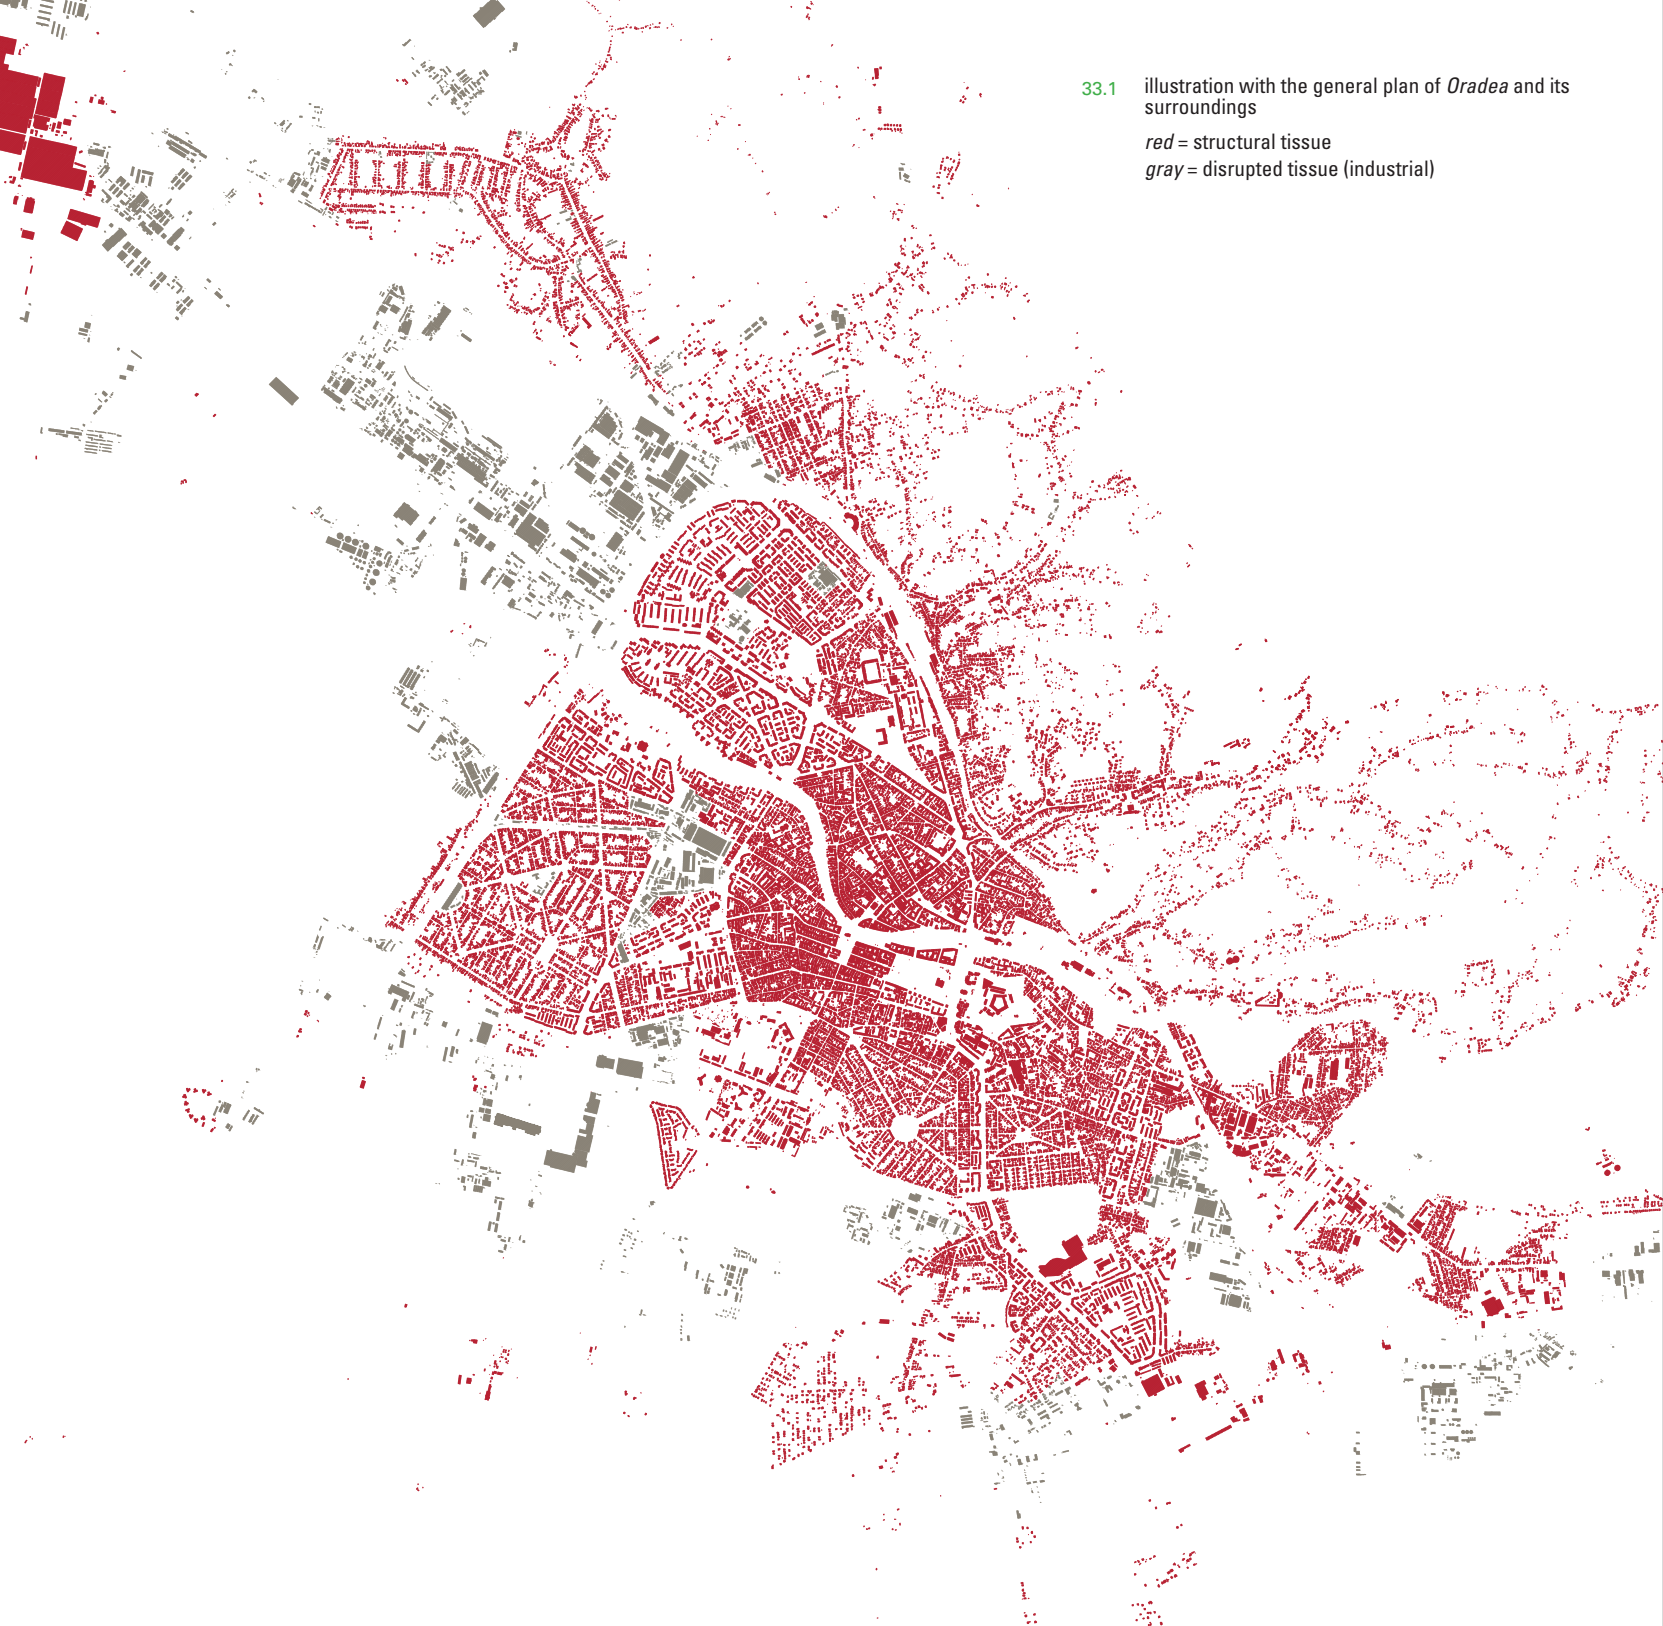 33.1 illustration with the general plan of Oradea and its
surroundings
red = structural tissue
gray = disrupted tissue (industrial)